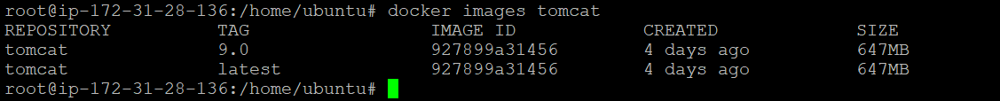 root@ip-172-31-28-136:/home/ubuntu# docker images tomcat
REPOSITORY TAG IMAGE ID CREATED SIZE
tomcat 9.0 927899a31456 4 days ago 647MB
tomcat latest 927899a31456 4 days ago 647MB
root@ip-172-31-28-136:/home/ubuntu#